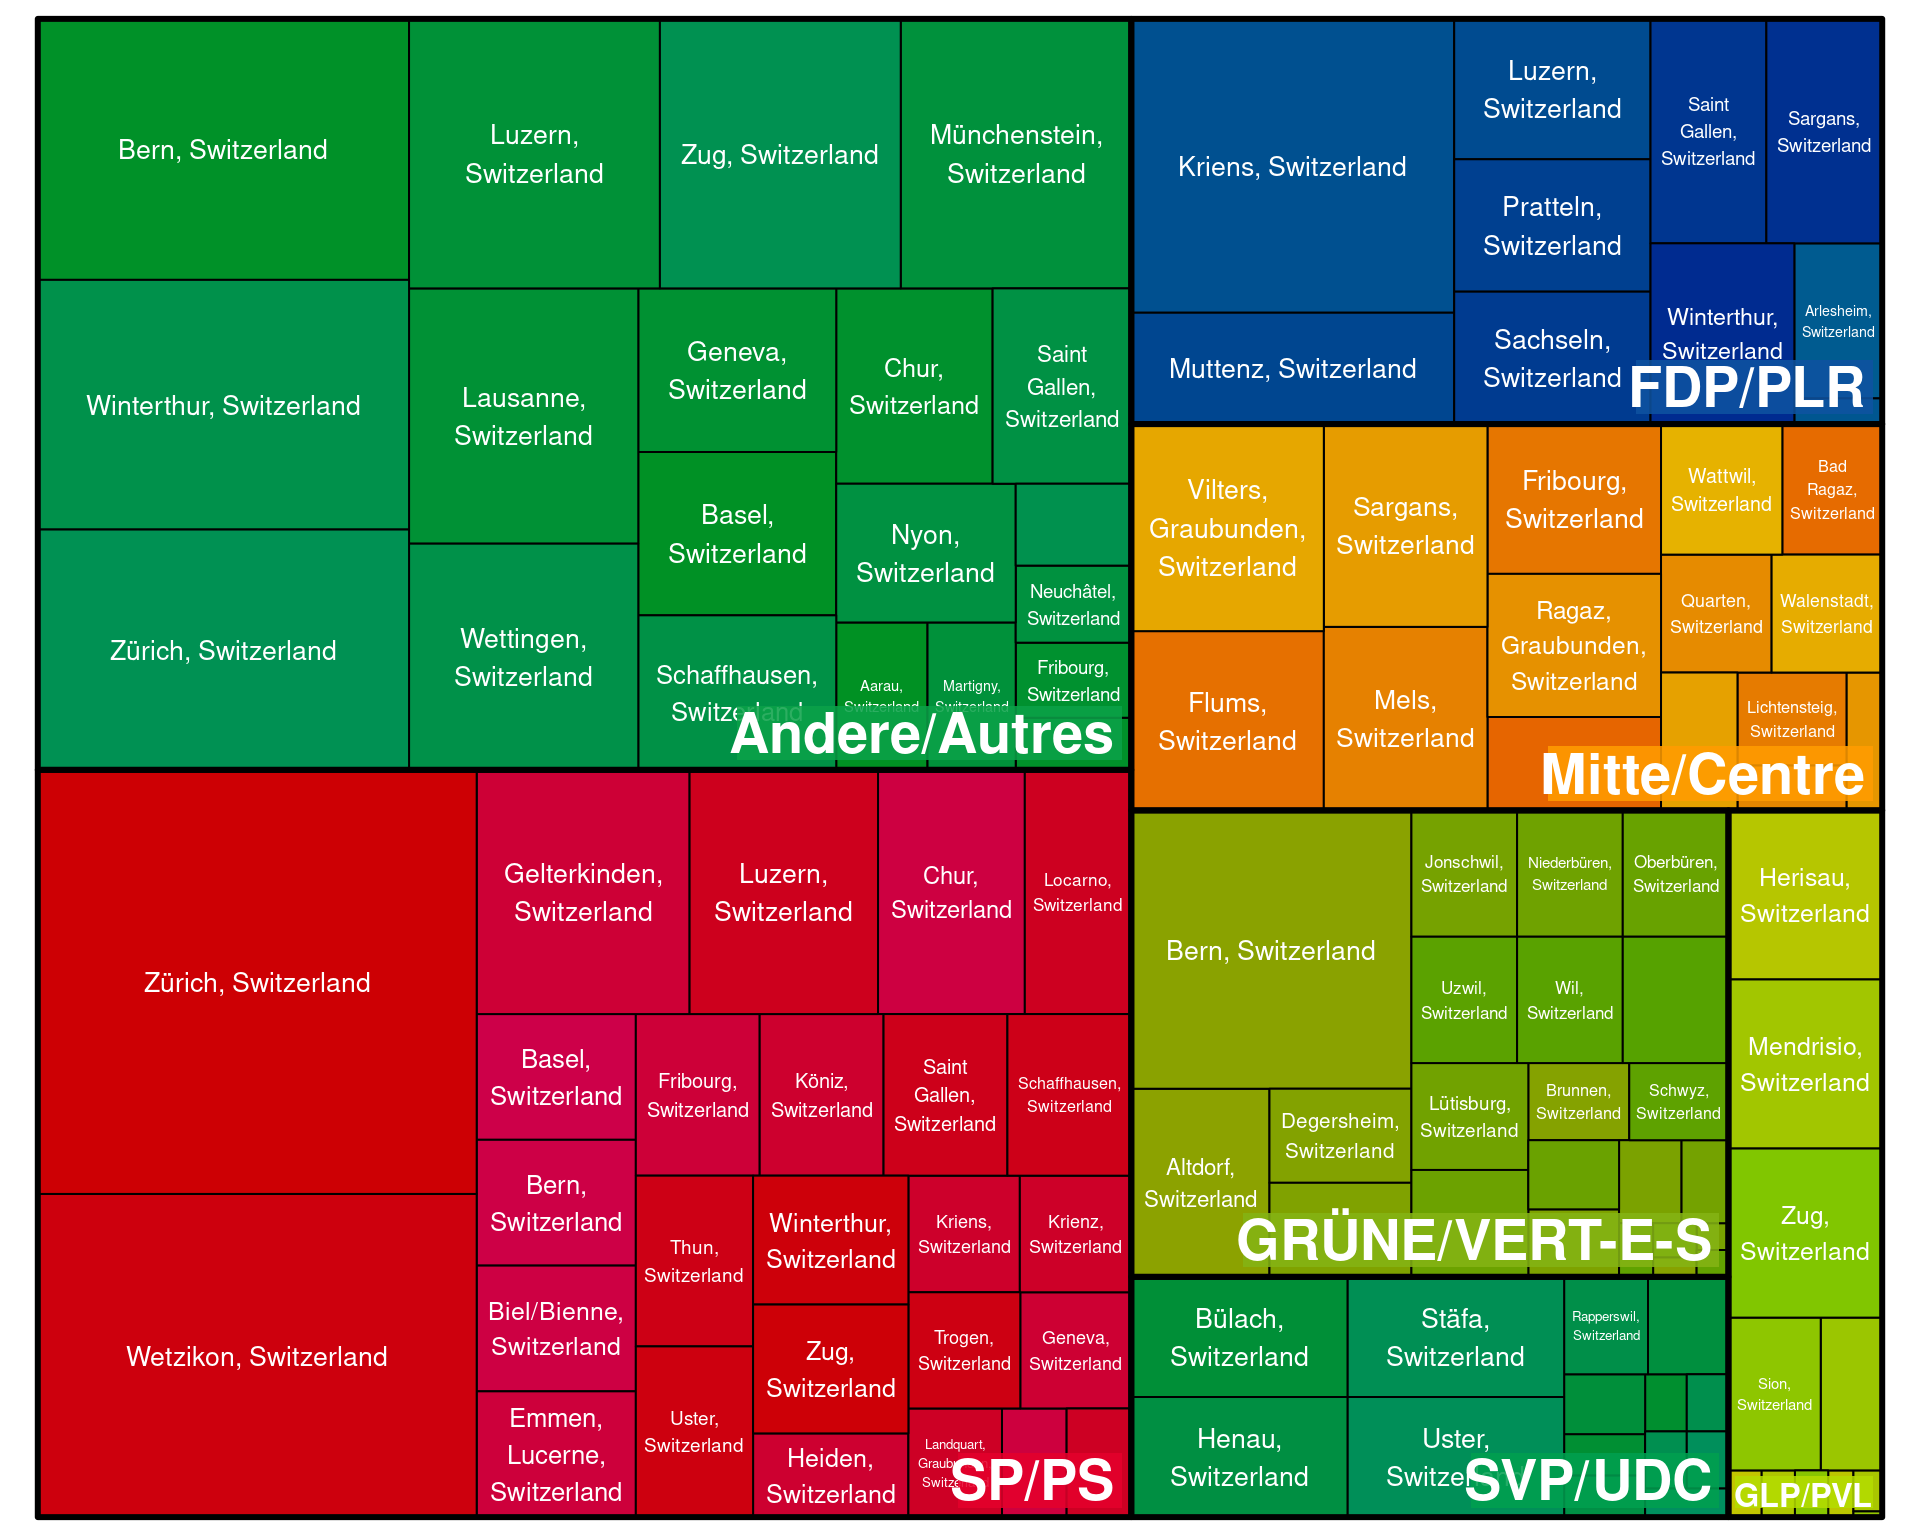 Bern, Switzerland
Luzern,
Switzerland
Zug, Switzerland
Münchenstein,
Switzerland
Winterthur, Switzerland
Zürich, Switzerland
Lausanne,
Switzerland
Wettingen,
Switzerland
Geneva,
Switzerland
Basel,
Switzerland
Schaffhausen,
Switzerland
Chur,
Switzerland
Saint
Gallen,
Switzerland
Nyon,
Switzerland
Neuchâtel,
Switzerland
Fribourg,
Switzerland
Aarau,
Switzerland
Martigny,
Switzerland
Andere/Autres
Kriens, Switzerland
Muttenz, Switzerland
Luzern,
Switzerland
Pratteln,
Switzerland
Sachseln,
Switzerland
Saint
Gallen,
Switzerland
Sargans,
Switzerland
Winterthur,
Switzerland
Arlesheim,
Switzerland
FDP/PLR
Vilters,
Graubunden,
Switzerland
Flums,
Switzerland
Sargans,
Switzerland
Mels,
Switzerland
Fribourg,
Switzerland
Ragaz,
Graubunden,
Switzerland
Wattwil,
Switzerland
Bad
Ragaz,
Switzerland
Quarten,
Switzerland
Walenstadt,
Switzerland
Lichtensteig,
Switzerland
Mitte/Centre
Zürich, Switzerland
Wetzikon, Switzerland
Gelterkinden,
Switzerland
Luzern,
Switzerland
Chur,
Switzerland
Locarno,
Switzerland
Basel,
Switzerland
Bern,
Switzerland
Biel/Bienne,
Switzerland
Emmen,
Lucerne,
Switzerland
Fribourg,
Switzerland
Köniz,
Switzerland
Saint
Gallen,
Switzerland
Schaffhausen,
Switzerland
Thun,
Switzerland
Uster,
Switzerland
Winterthur,
Switzerland
Zug,
Switzerland
Heiden,
Switzerland
Kriens,
Switzerland
Krienz,
Switzerland
Trogen,
Switzerland
Geneva,
Switzerland
Landquart,
SP/PS
Bern, Switzerland
Altdorf,
Switzerland
Degersheim,
Switzerland
Jonschwil,
Switzerland
Niederbüren,
Switzerland
Oberbüren,
Switzerland
Uzwil,
Switzerland
Wil,
Switzerland
Lütisburg,
Switzerland
Brunnen,
Switzerland
Schwyz,
Switzerland
GRÜNE/VERT-E-S
Bülach,
Switzerland
Henau,
Switzerland
Stäfa,
Switzerland
Uster,
Switzerland
Rapperswil,
Switzerland
SVP/UDC
Herisau,
Switzerland
Mendrisio,
Switzerland
Zug,
Switzerland
Sion,
Switzerland
GLP/PVL